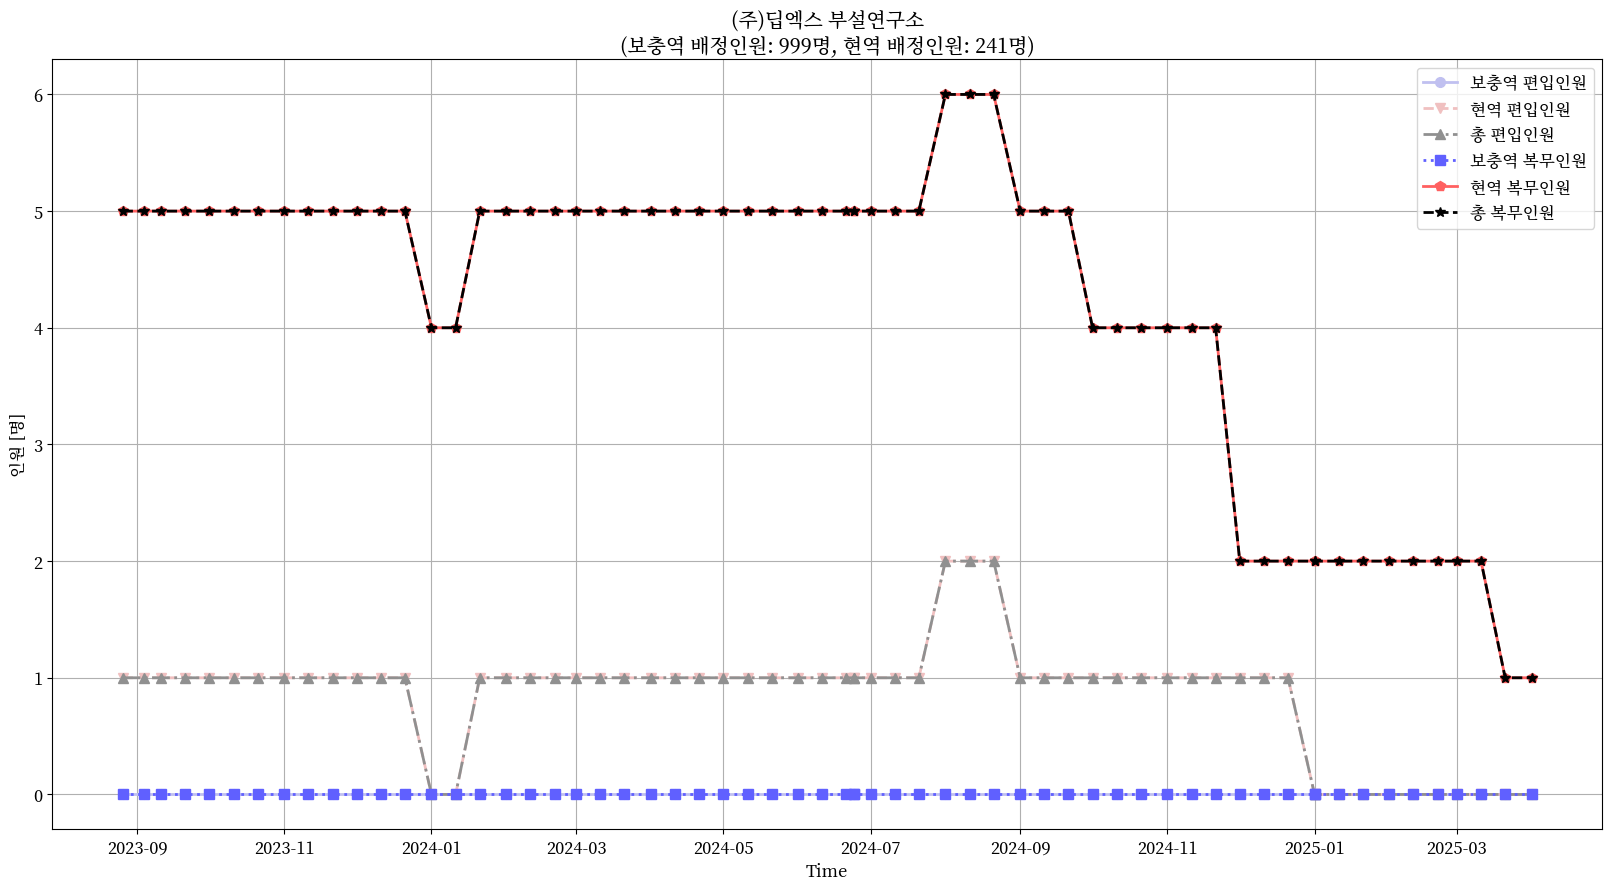 (주)딥엑스 부설연구소
(보충역 배정인원: 999명, 현역 배정인원: 241명)
보충역 편입인원
현역 편입인원
총 편입인원
보충역 복무인원
현역 복무인원
총 복무인원
6
5
4
3
2
1
0
인원 [명]
2023-09 2023-11 2024-01 2024-03 2024-05 2024-07 2024-09 2024-11 2025-01 2025-03
Time